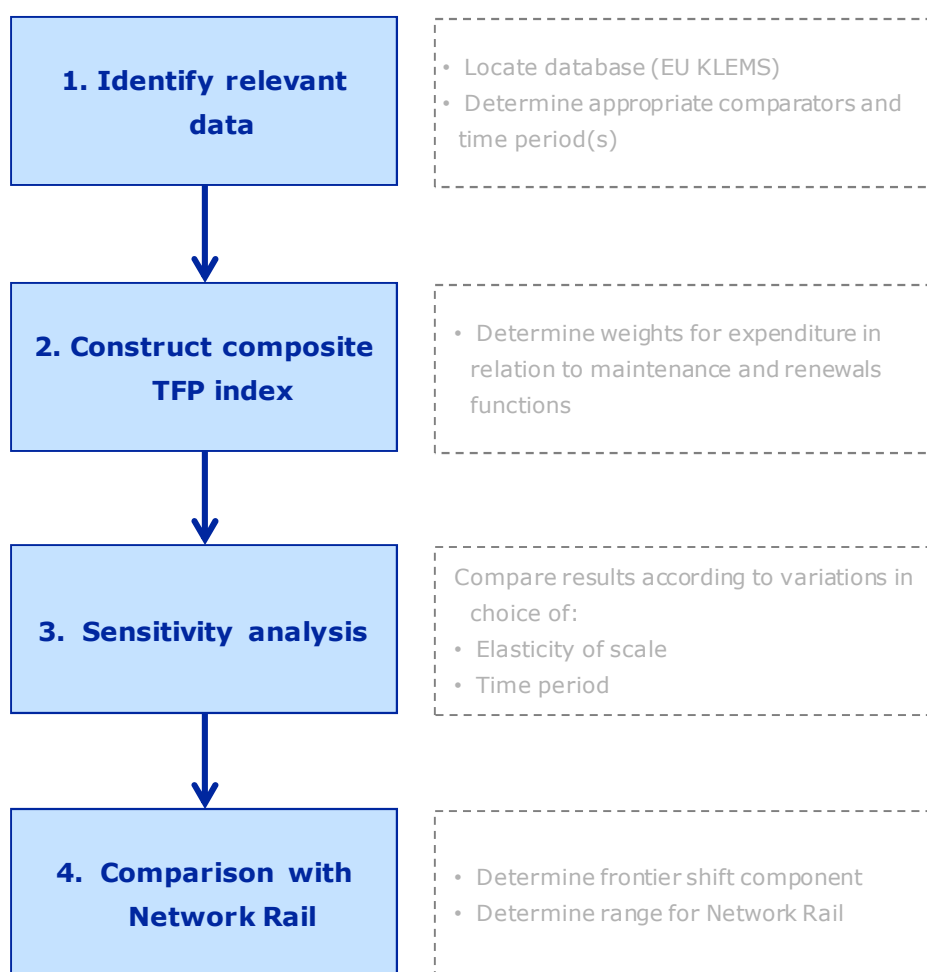 1. Identify relevant
data
• Locate database (EU KLEMS)
• Determine appropriate comparators and
time period(s)
2. Construct composite
TFP index
• Determine weights for expenditure in
relation to maintenance and renewals
functions
3. Sensitivity analysis
Compare results according to variations in
choice of:
• Elasticity of scale
• Time period
4. Comparison with
Network Rail
• Determine frontier shift component
• Determine range for Network Rail